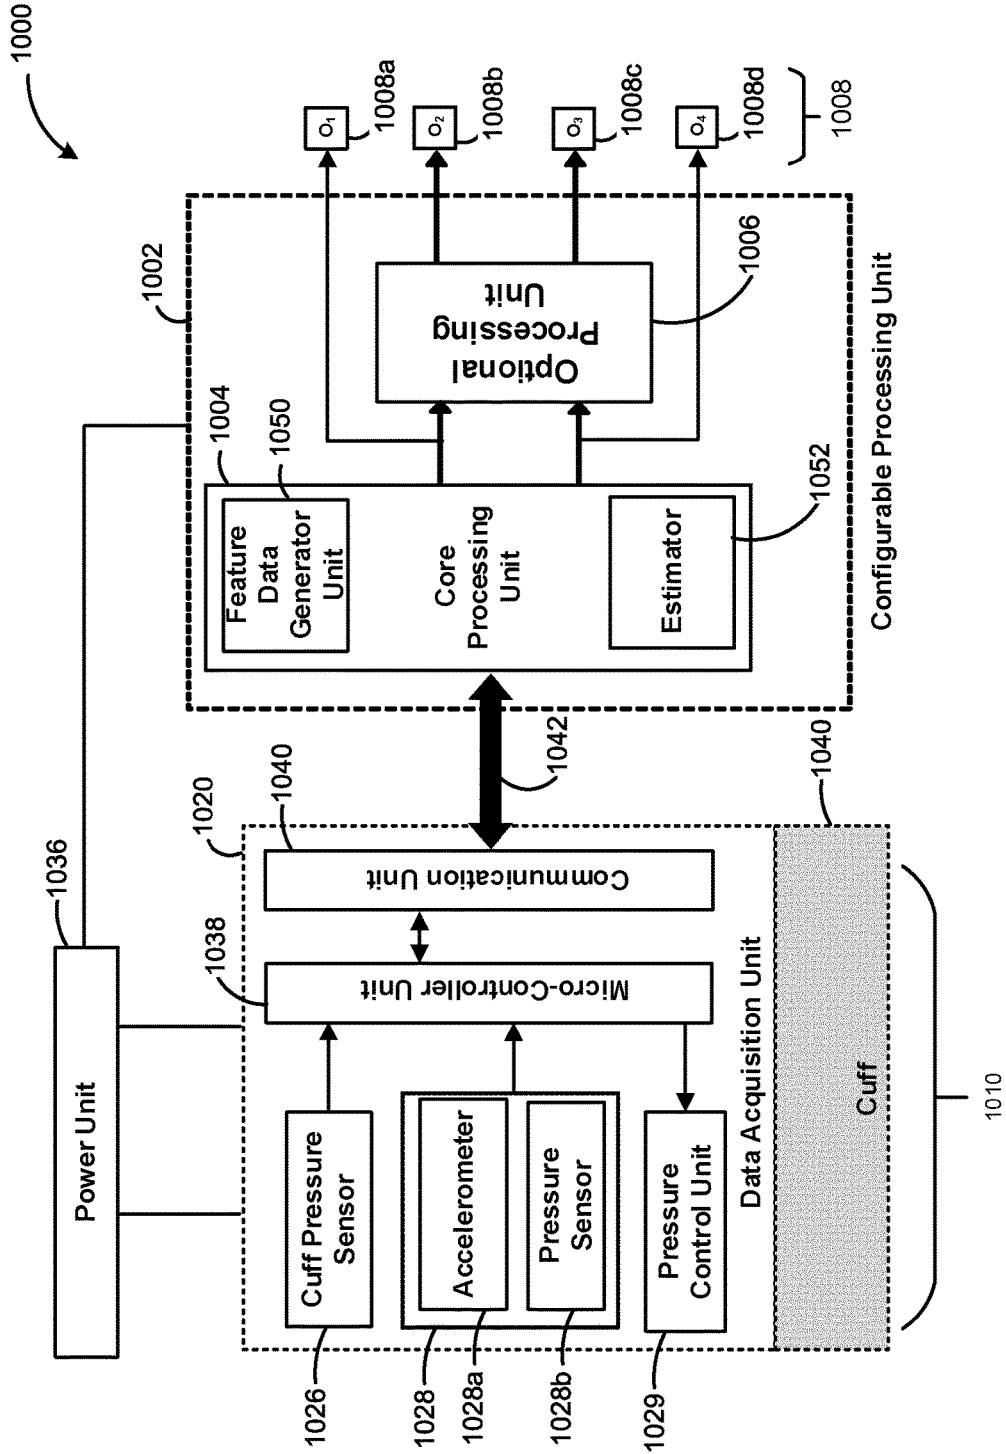 1000
Power Unit
1036
1002
1020
1004
Feature
Data
Generator
Unit
1050
Core
Processing
Unit
Estimator
1052
Optional
Processing
Unit
1006
O1
1008a
O2
1008b
O3
1008c
O4
1008d
1008
Configurable Processing Unit
1042
1040
Communication Unit
1038
Micro-Controller Unit
Cuff Pressure
Sensor
1026
Accelerometer
1028
1028a
Pressure
Sensor
1028b
Pressure
Control Unit
1029
Data Acquisition Unit
Cuff
1040
1010